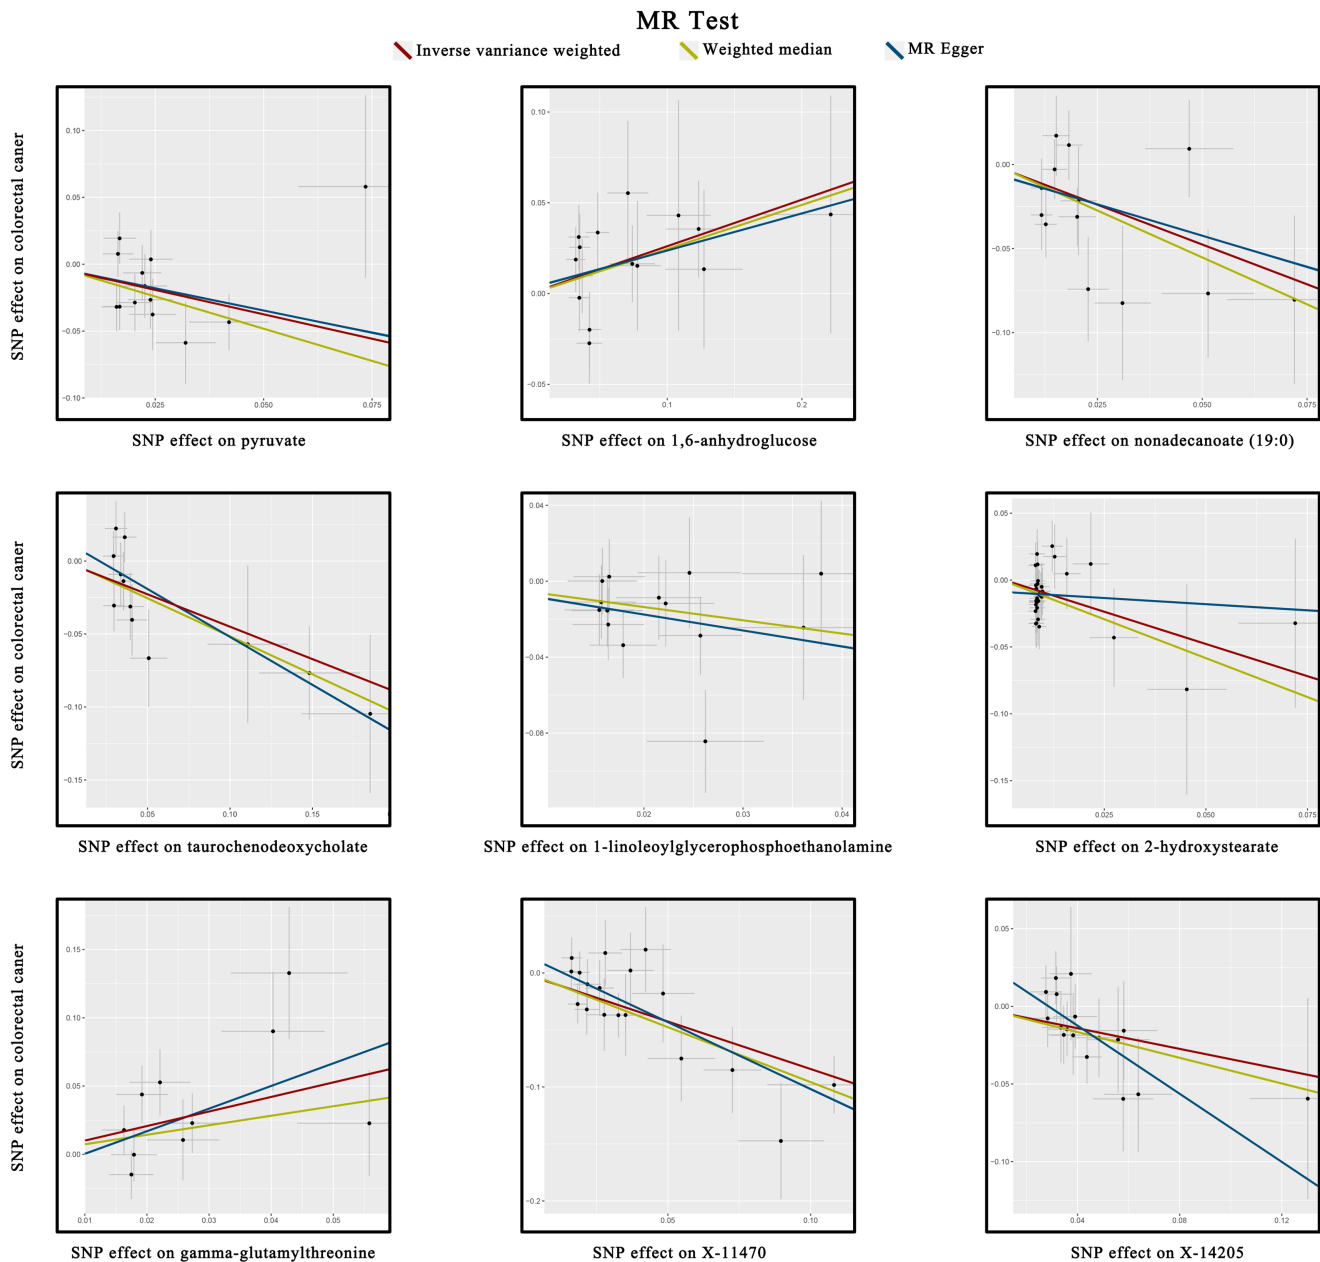 MR Test
Inverse vanriance weighted Weighted median MR Egger
SNP effect on colorectal caner
0.10
0.05
0.00
−0.05
−0.10
0.025 0.050 0.075
SNP effect on pyruvate
0.10
0.05
0.00
−0.05
0.1 0.2
SNP effect on 1,6-anhydroglucose
0.00
−0.05
−0.10
0.025 0.050 0.075
SNP effect on nonadecanoate (19:0)
SNP effect on colorectal caner
0.00
−0.05
−0.10
−0.15
0.05 0.10 0.15
SNP effect on taurochenodeoxycholate
0.04
0.00
−0.04
−0.08
0.02 0.03 0.04
SNP effect on 1-linoleoylglycerophosphoethanolamine
0.05
0.00
−0.05
−0.10
−0.15
0.025 0.050 0.075
SNP effect on 2-hydroxystearate
SNP effect on colorectal caner
0.15
0.10
0.05
0.00
0.01 0.02 0.03 0.04 0.05
SNP effect on gamma-glutamylthreonine
0.0
−0.1
−0.2
0.05 0.10
SNP effect on X-11470
0.05
0.00
−0.05
−0.10
0.04 0.08 0.12
SNP effect on X-14205